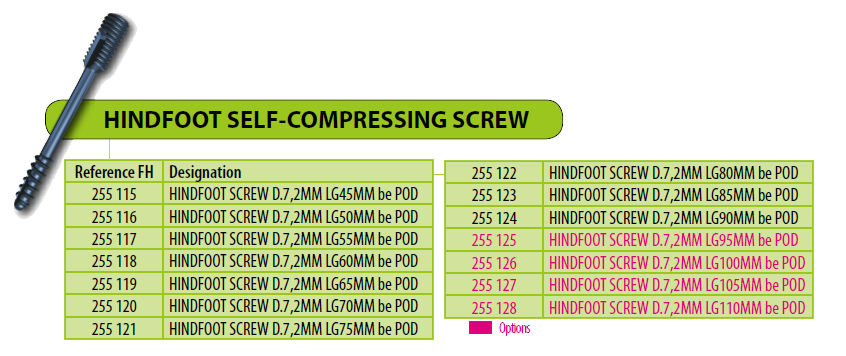 HINDFOOT SELF-COMPRESSING SCREW
Reference FH Designation
255 115 HINDFOOT SCREW D.7,2MM LG45MM be POD
255 116 HINDFOOT SCREW D.7,2MM LG50MM be POD
255 117 HINDFOOT SCREW D.7,2MM LG55MM be POD
255 118 HINDFOOT SCREW D.7,2MM LG60MM be POD
255 119 HINDFOOT SCREW D.7,2MM LG65MM be POD
255 120 HINDFOOT SCREW D.7,2MM LG70MM be POD
255 121 HINDFOOT SCREW D.7,2MM LG75MM be POD
255 122 HINDFOOT SCREW D.7,2MM LG80MM be POD
255 123 HINDFOOT SCREW D.7,2MM LG85MM be POD
255 124 HINDFOOT SCREW D.7,2MM LG90MM be POD
255 125 HINDFOOT SCREW D.7,2MM LG95MM be POD
255 126 HINDFOOT SCREW D.7,2MM LG100MM be POD
255 127 HINDFOOT SCREW D.7,2MM LG105MM be POD
255 128 HINDFOOT SCREW D.7,2MM LG110MM be POD
Options